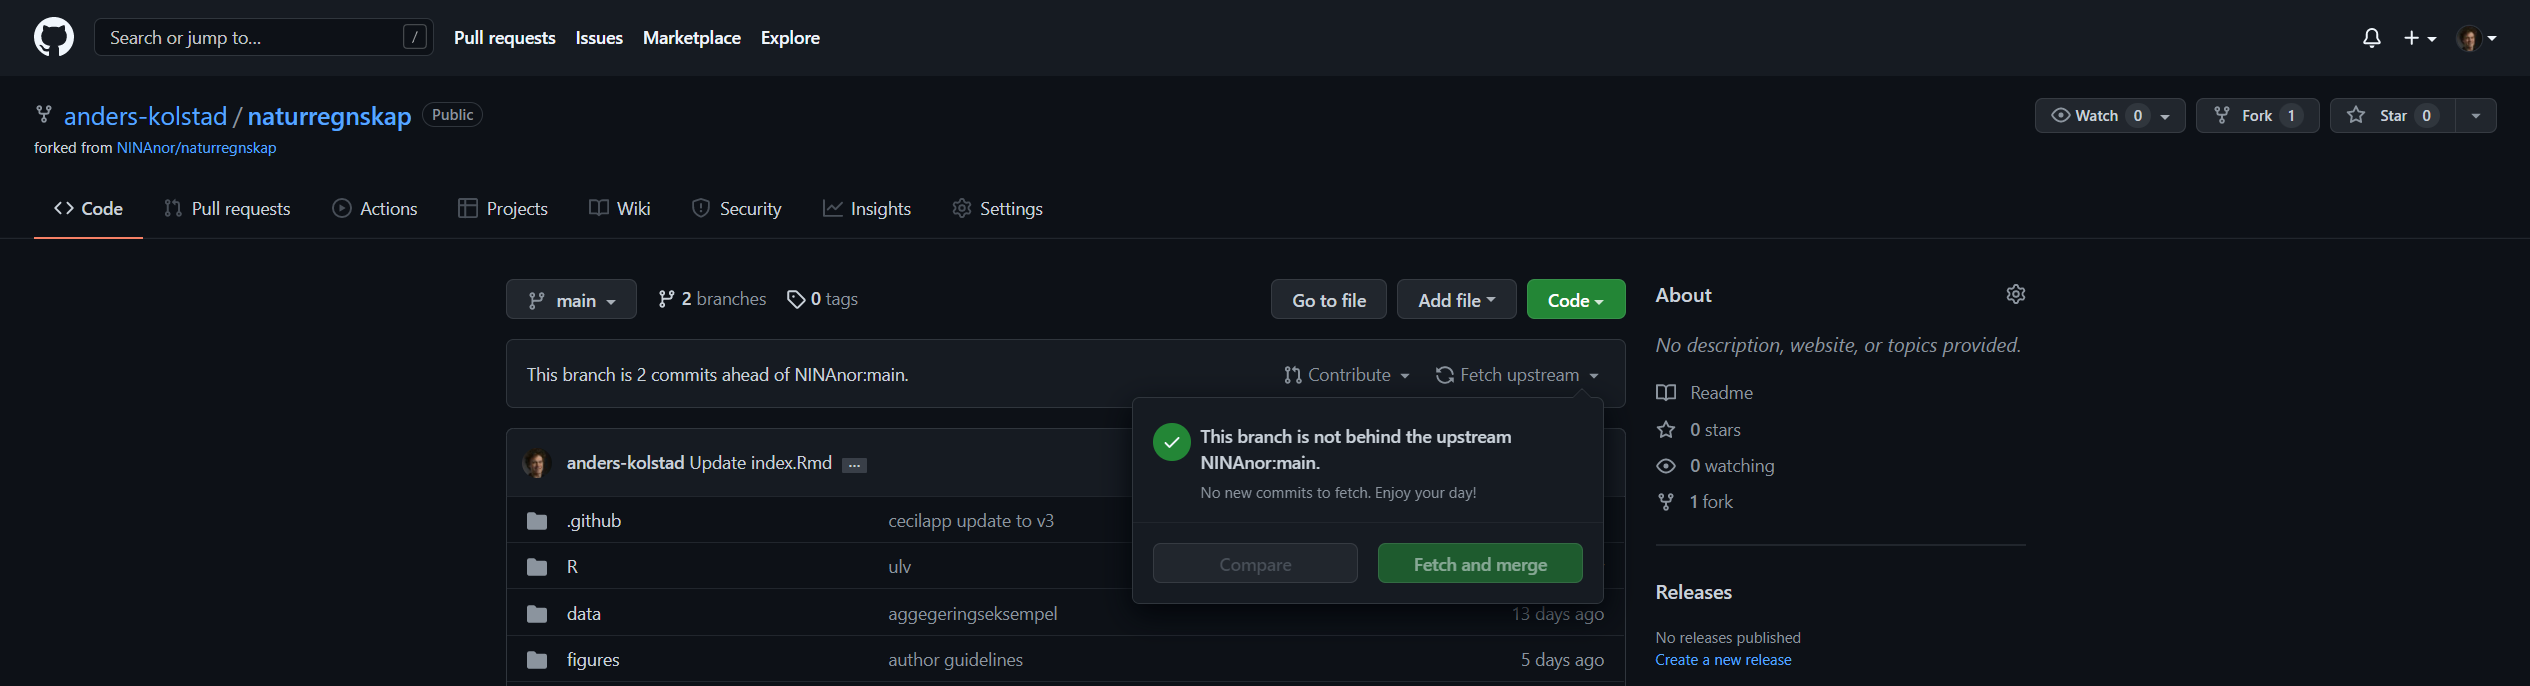 Search or jump to... /
Pull requests Issues Marketplace Explore
anders-kolstad / naturregnskap Public
Watch 0 Fork 1 Star 0
forked from NINAnor/naturregnskap
Code Pull requests Actions Projects Wiki Security Insights Settings
main 2 branches 0 tags
Go to file Add file Code
This branch is 2 commits ahead of NINAnor:main.
Contribute Fetch upstream
This branch is not behind the upstream
NINAnor:main.
No new commits to fetch. Enjoy your day!
Compare Fetch and merge
anders-kolstad Update index.Rmd ...
.github cecilapp update to v3
R ulv
data aggegeringseksempel 13 days ago
figures author guidelines 5 days ago
About
No description, website, or topics provided.
Readme
0 stars
0 watching
1 fork
Releases
No releases published
Create a new release